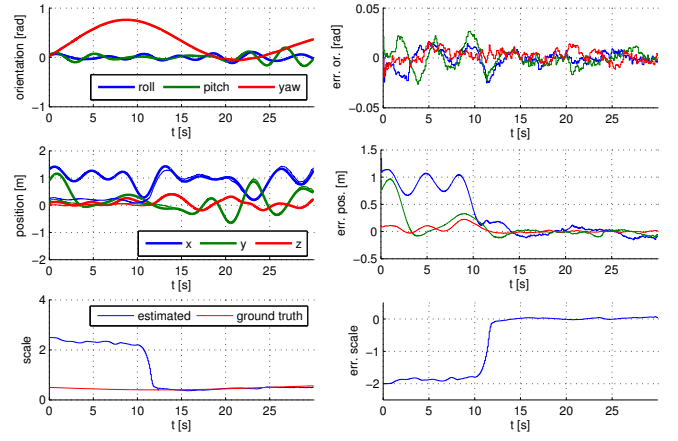 orientation [rad]
1
0
−1
0 5 10 15 20 25
t [s]
roll pitch yaw
err. or. [rad]
0.05
0
−0.05
0 5 10 15 20 25
t [s]
position [m]
2
1
0
−1
−2
0 5 10 15 20 25
t [s]
x y z
err. pos. [m]
1.5
1
0.5
0
−0.5
0 5 10 15 20 25
t [s]
scale
4
2
0
0 5 10 15 20 25
t [s]
estimated ground truth
err. scale
0
−1
−2
0 5 10 15 20 25
t [s]